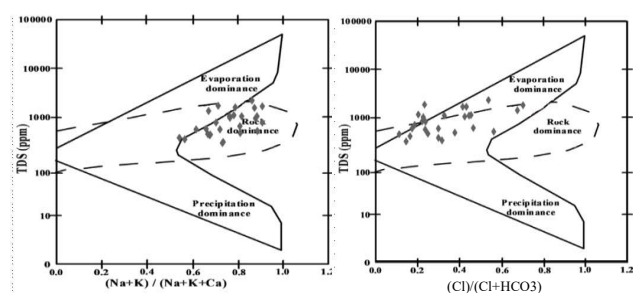 100000
10000
1000
100
10
0
TDS (ppm)
Evaporation
dominance
Rock
dominance
Precipitation
dominance
0.0 0.2 0.4 0.6 0.8 1.0 1.2
(Na+K) / (Na+K+Ca)
100000
10000
1000
100
10
0
TDS (ppm)
Evaporation
dominance
Rock
dominance
Precipitation
dominance
0.0 0.2 0.4 0.6 0.8 1.0 1.2
(Cl)/(Cl+HCO3)